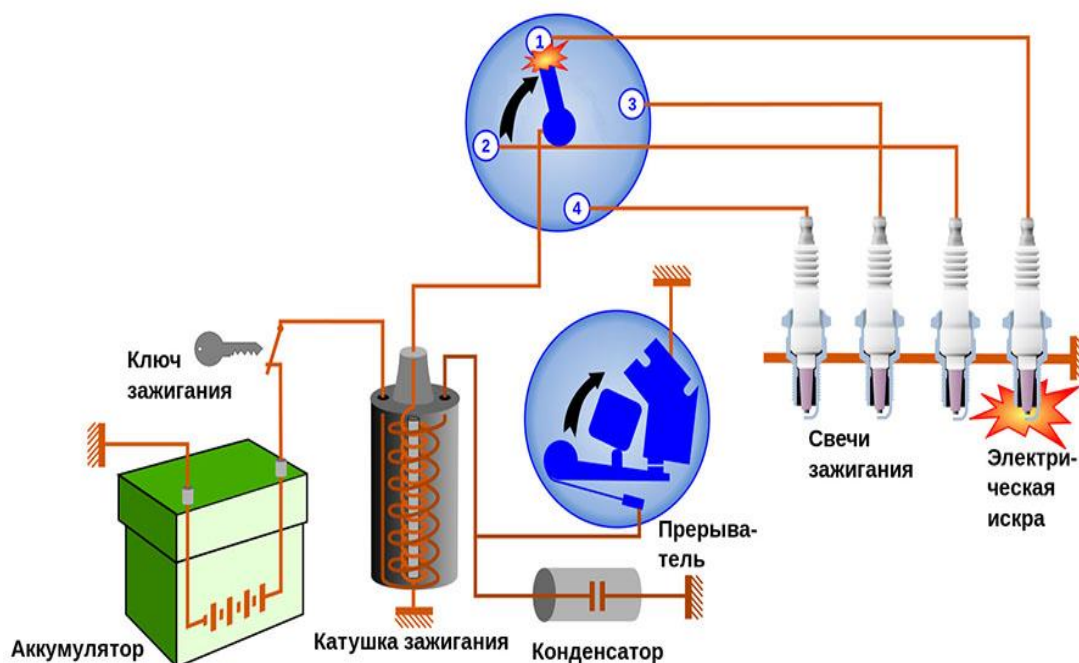 1
3
2
4
Ключ
зажигания
Свечи
зажигания
Электри-
ческая
искра
Прерыва-
тель
Аккумулятор
Катушка зажигания
Конденсатор